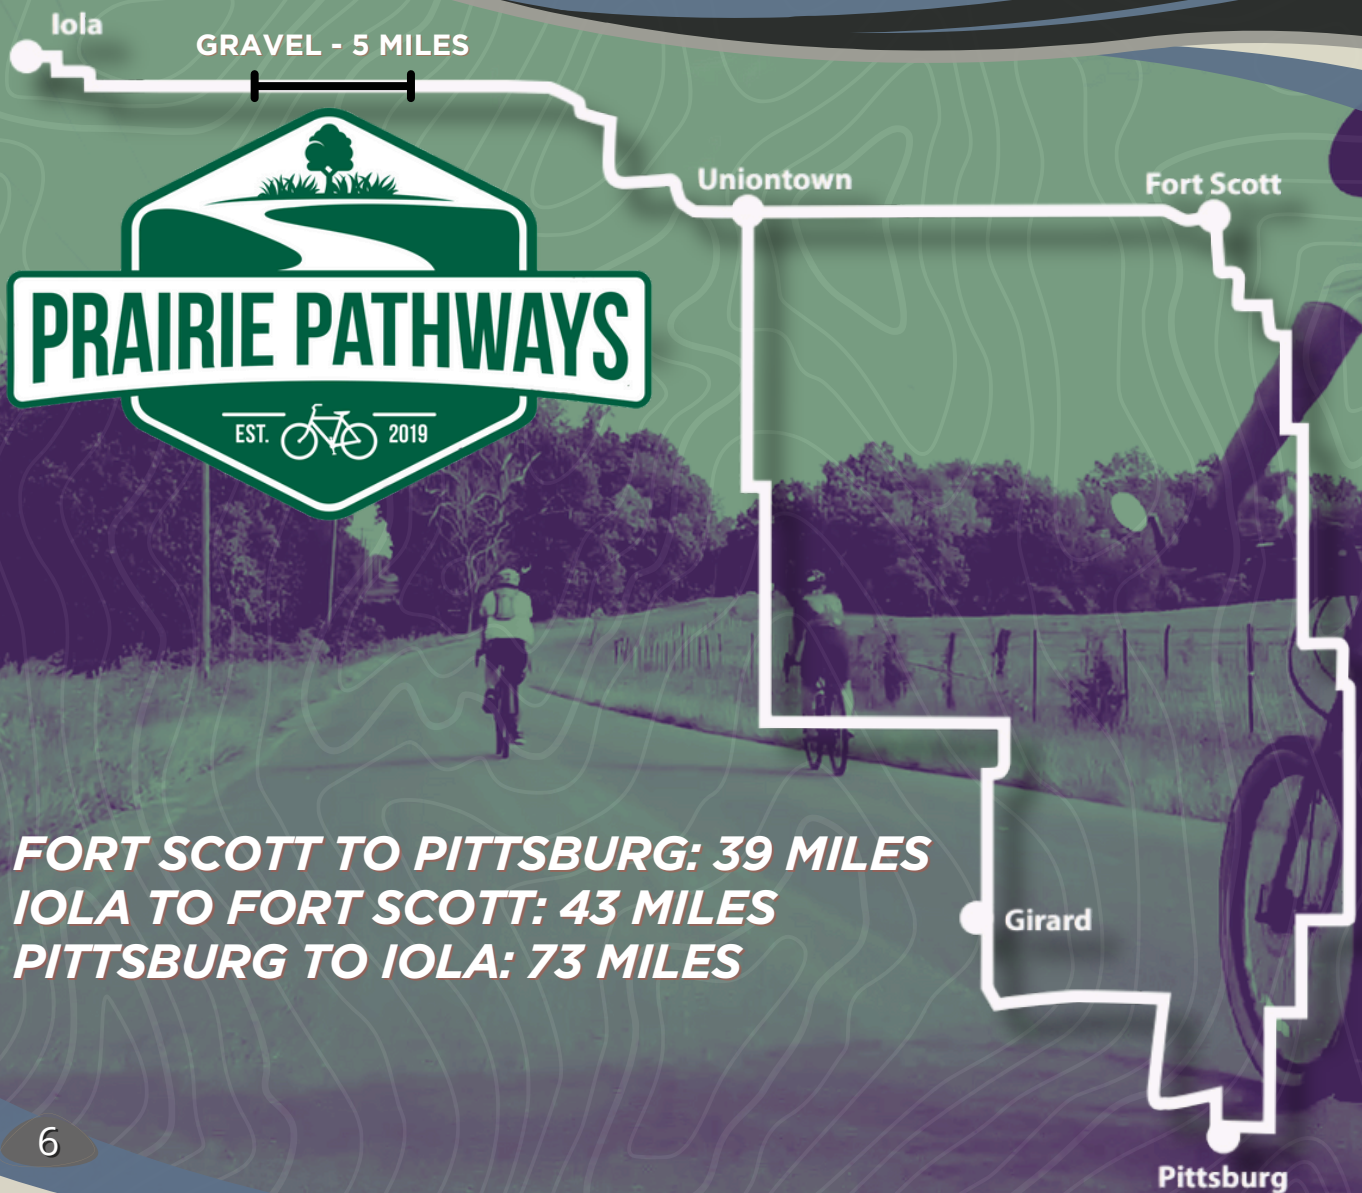 Iola
GRAVEL - 5 MILES
Uniontown
Fort Scott
PRAIRIE PATHWAYS
EST. 2019
FORT SCOTT TO PITTSBURG: 39 MILES
IOLA TO FORT SCOTT: 43 MILES
PITTSBURG TO IOLA: 73 MILES
Girard
6
Pittsburg